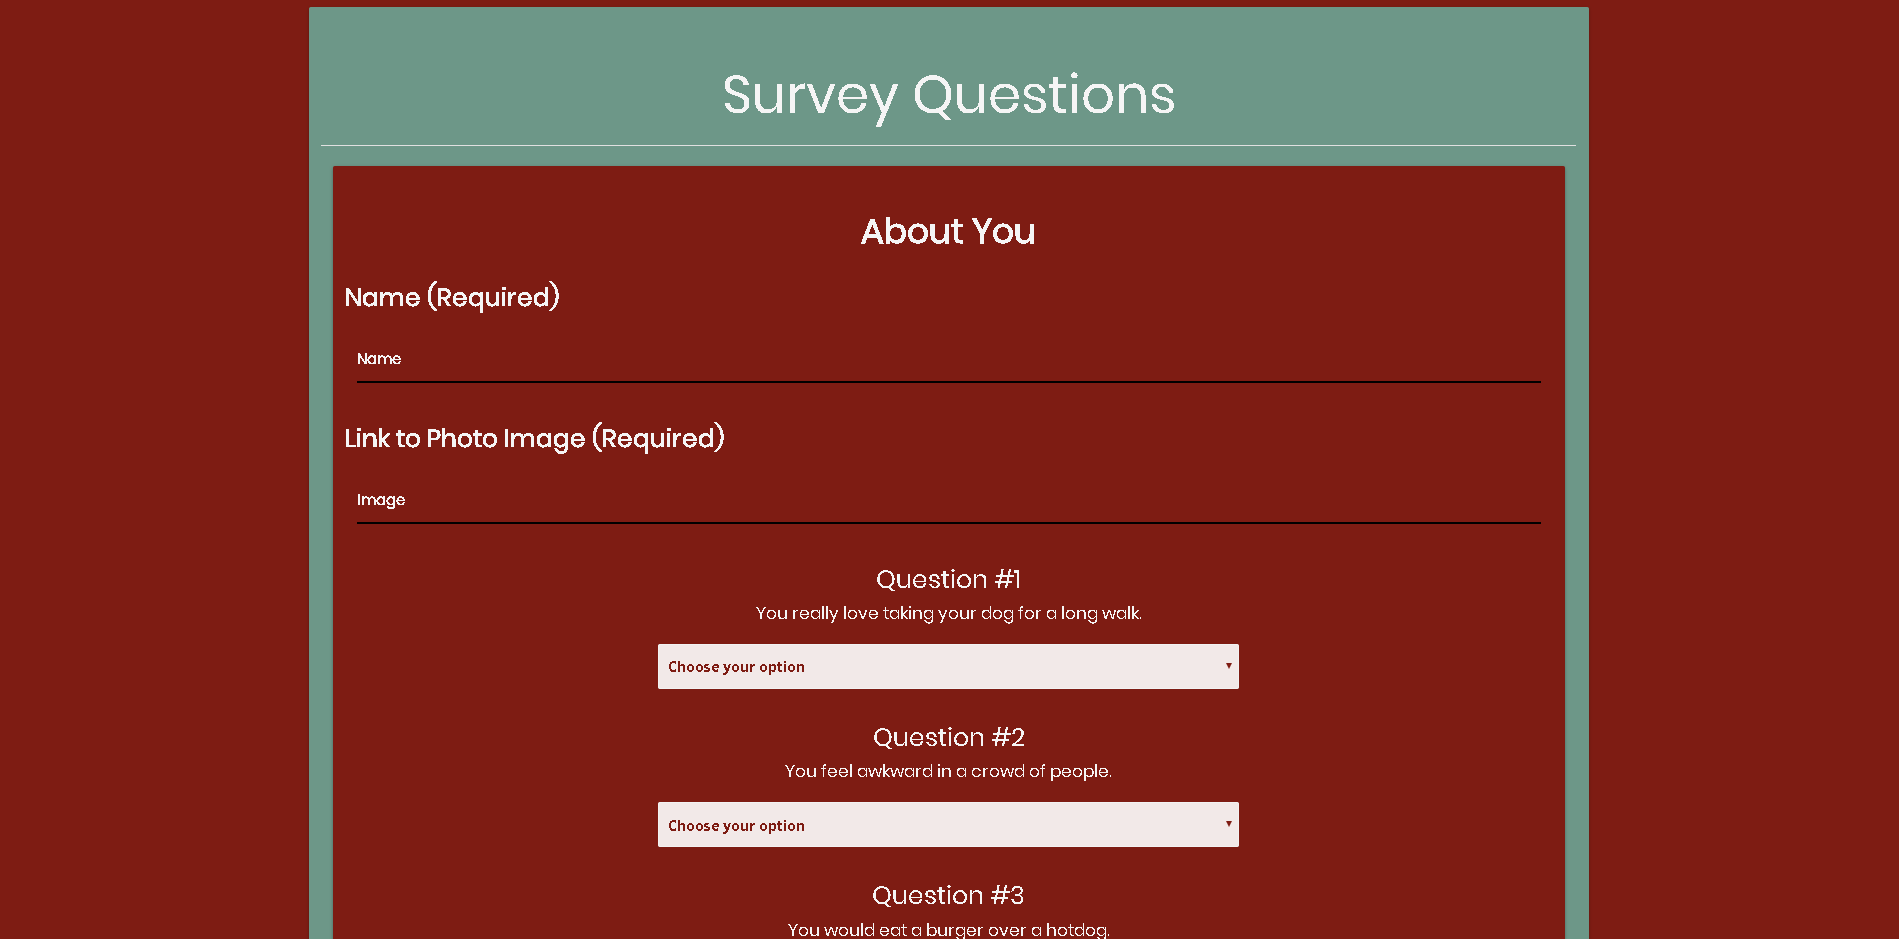 Survey Questions
About You
Name (Required)
Name
Link to Photo Image (Required)
Image
Question #1
You really love taking your dog for a long walk.
Choose your option
Question #2
You feel awkward in a crowd of people.
Choose your option
Question #3
You would eat a burger over a hotdog.